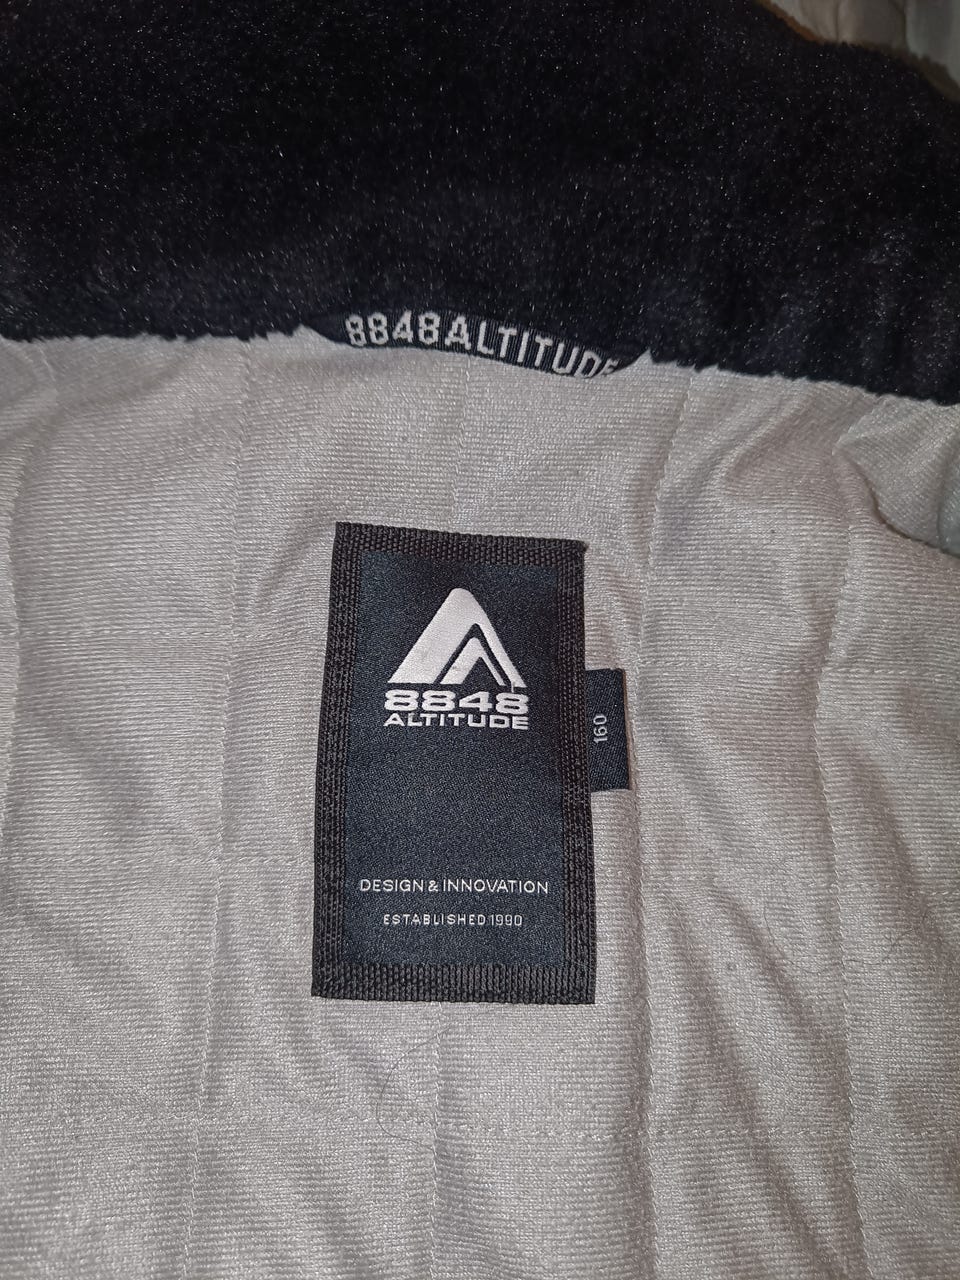 8848ALTITUDE
8848
ALTITUDE
160
DESIGN & INNOVATION
ESTABLISHED 1990